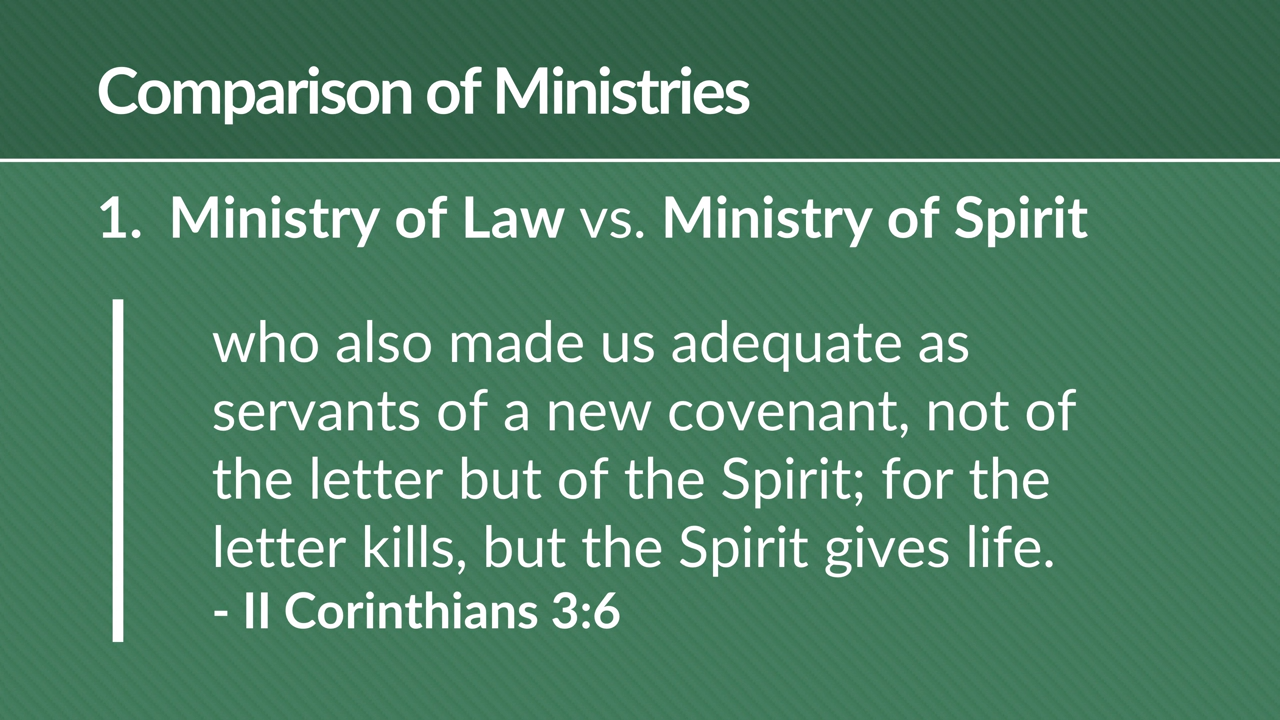 Comparison of Ministries
1. Ministry of Law vs. Ministry of Spirit
who also made us adequate as
servants of a new covenant, not of
the letter but of the Spirit; for the
letter kills, but the Spirit gives life.
- II Corinthians 3:6